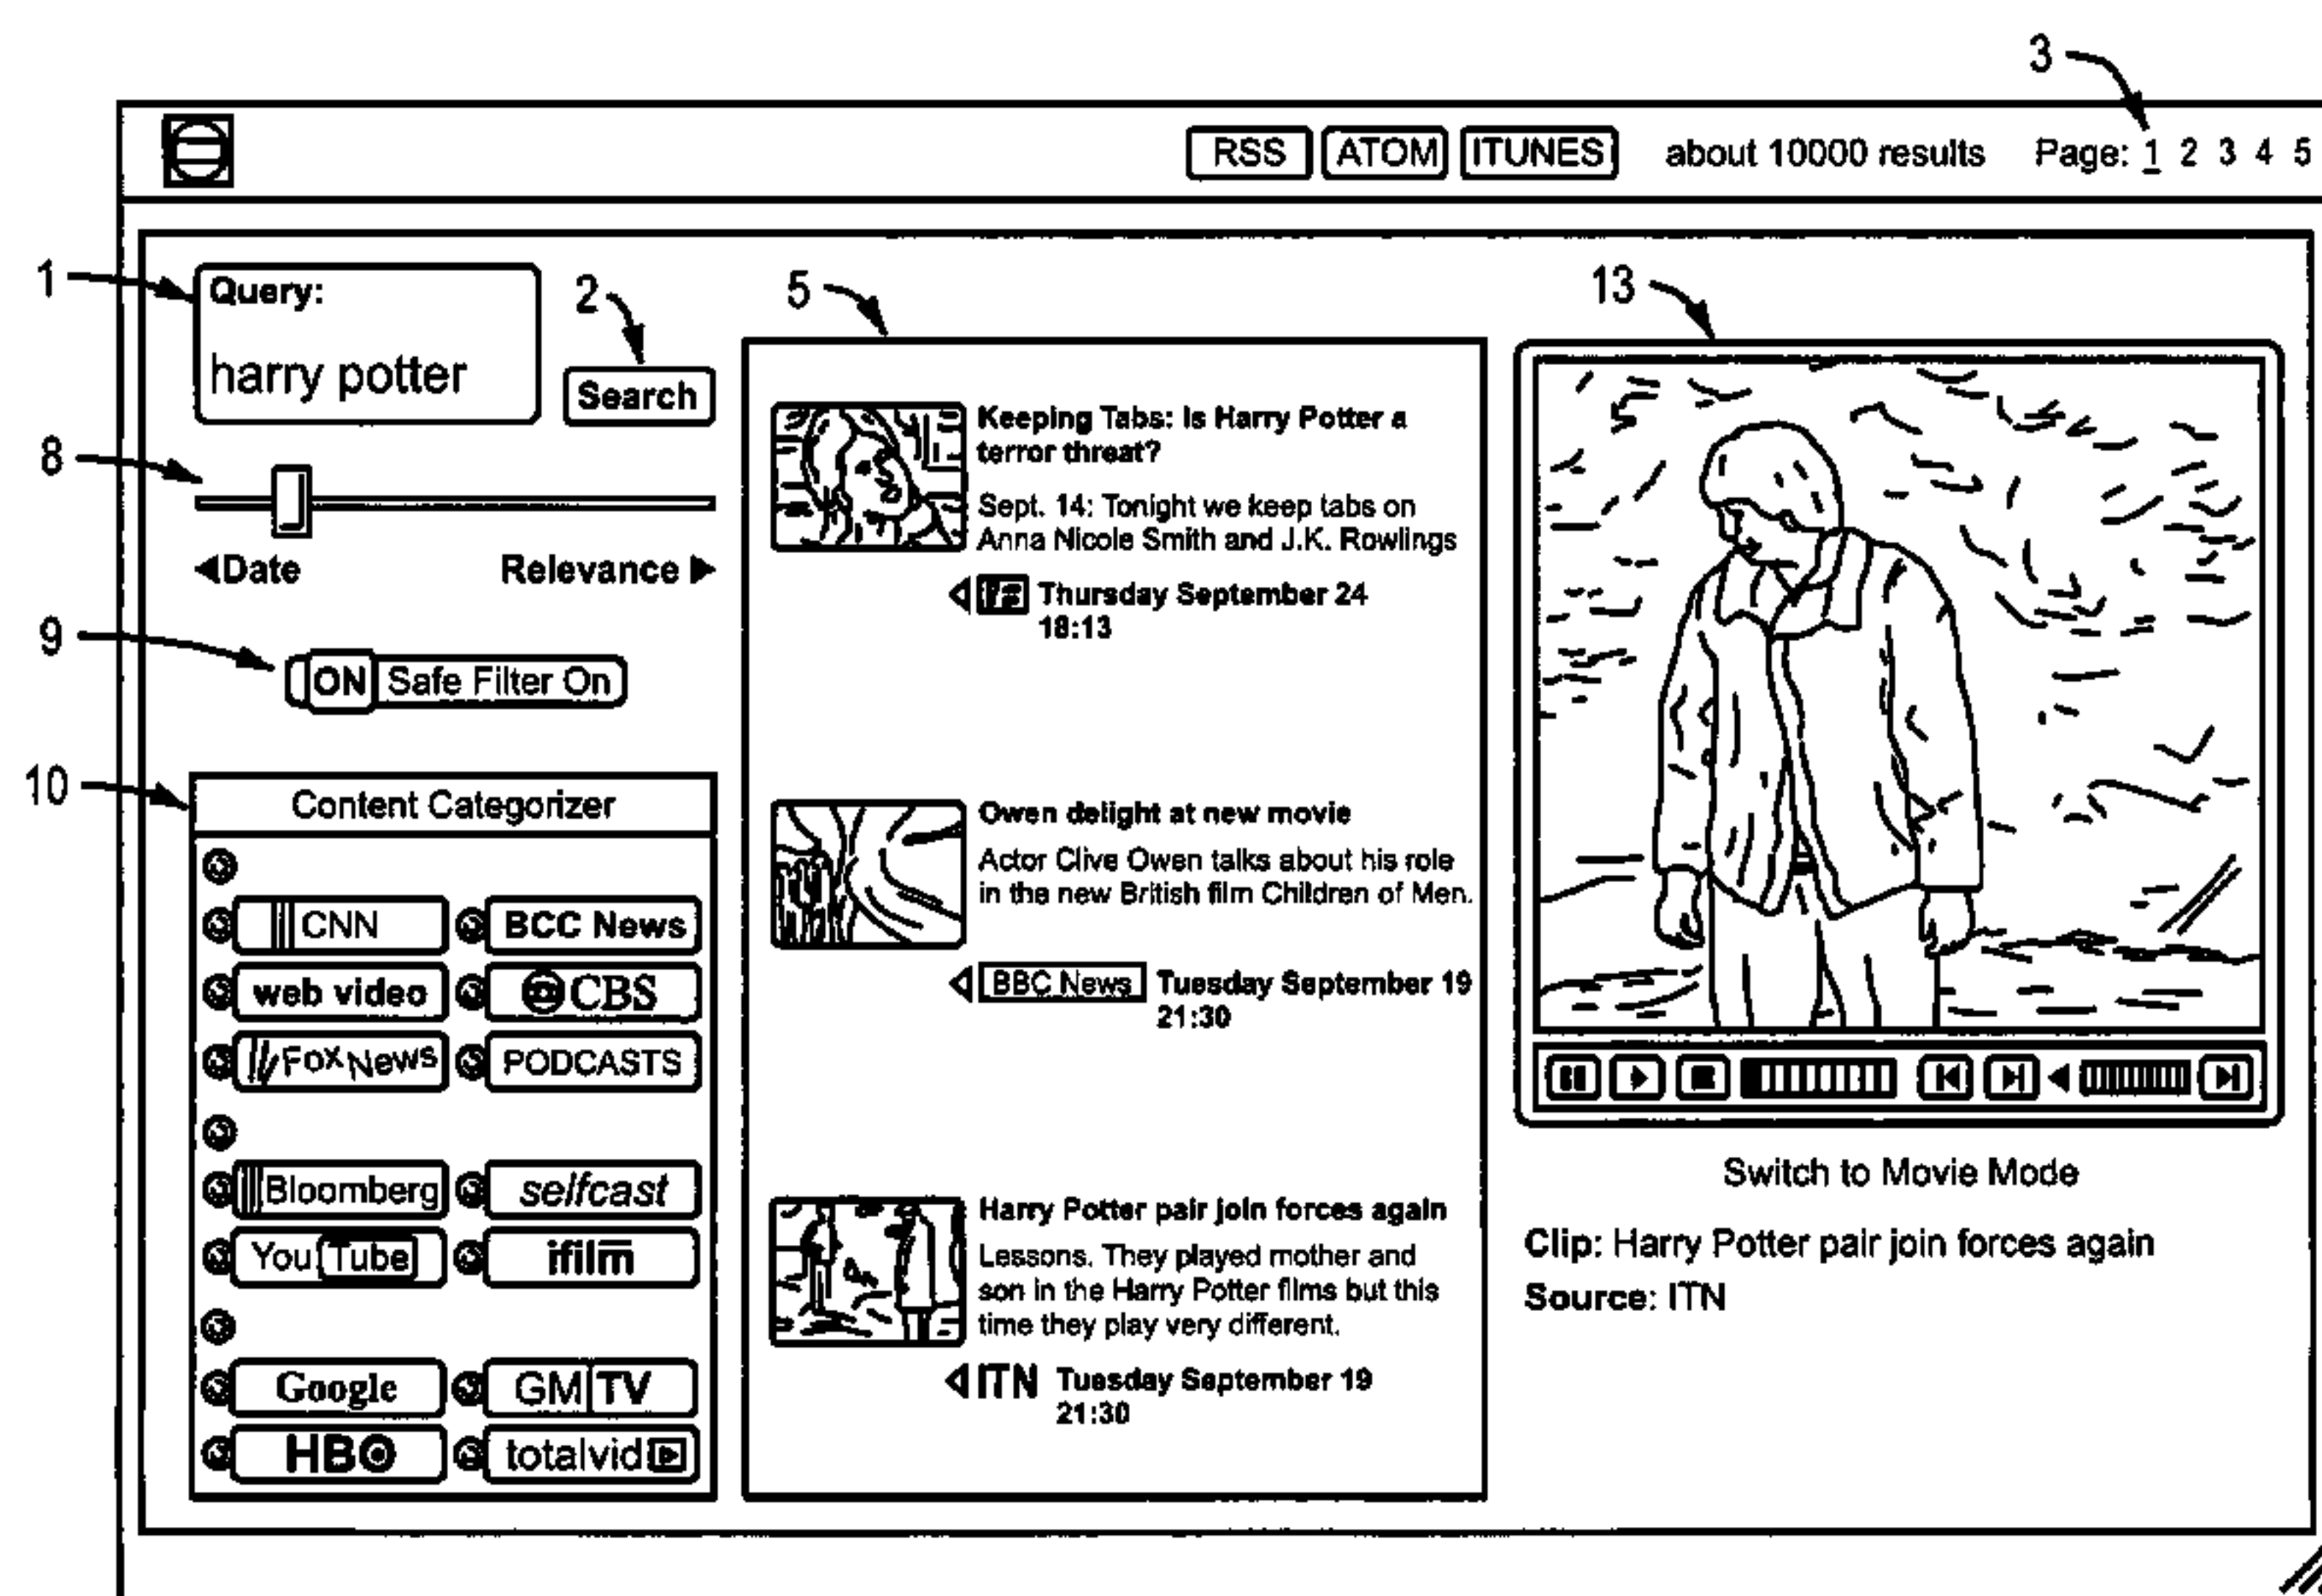 3
RSS ATOM ITUNES about 10000 results Page: 1 2 3 4 5
1
Query:
harry potter
2
Search
8
◀Date Relevance ▶
9
ON Safe Filter On
10
Content Categorizer
CNN BCC News
web video CBS
Fox News PODCASTS
Bloomberg selfcast
You Tube ifilm
Google GM TV
HBO totalvid
5
Keeping Tabs: Is Harry Potter a
terror threat?
Sept. 14: Tonight we keep tabs on
Anna Nicole Smith and J.K. Rowlings
Thursday September 24
18:13
Owen delight at new movie
Actor Clive Owen talks about his role
in the new British film Children of Men.
BBC News Tuesday September 19
21:30
Harry Potter pair join forces again
Lessons. They played mother and
son in the Harry Potter films but this
time they play very different.
ITN Tuesday September 19
21:30
13
Switch to Movie Mode
Clip: Harry Potter pair join forces again
Source: ITN